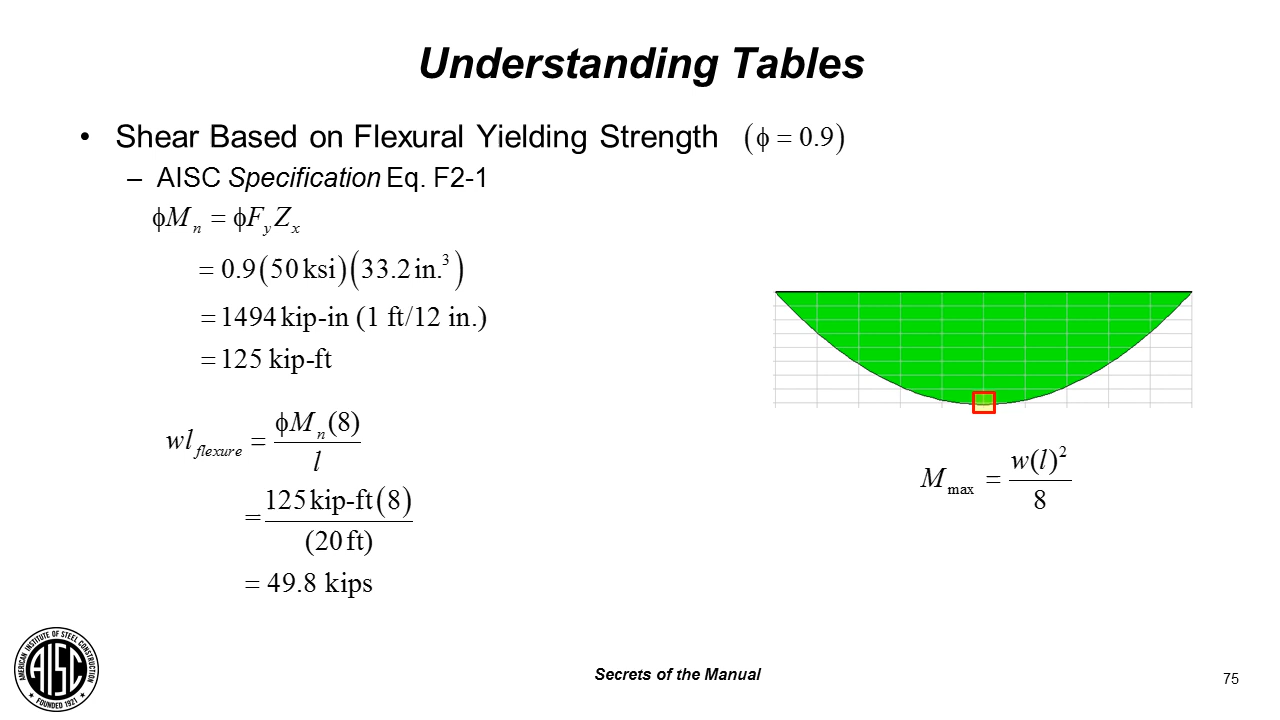 Understanding Tables
• Shear Based on Flexural Yielding Strength (ϕ = 0.9)
– AISC Specification Eq. F2-1
ϕMₙ = ϕF_y Zₓ
= 0.9(50 ksi)(33.2 in.³)
= 1494 kip-in (1 ft/12 in.)
= 125 kip-ft
wl_flexure = ϕMₙ(8) / l
= 125 kip-ft(8) / (20 ft)
= 49.8 kips
M_max = w(l)² / 8
AMERICAN INSTITUTE OF STEEL CONSTRUCTION
AISC
FOUNDED 1921
Secrets of the Manual
75